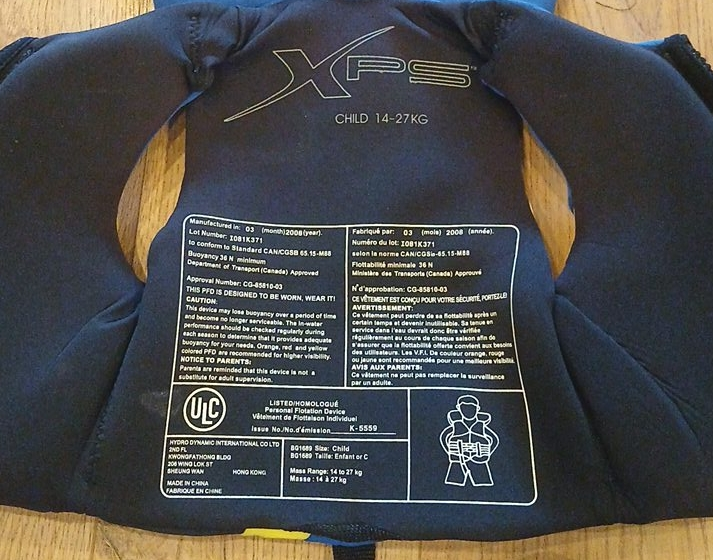 XPS
CHILD 14-27KG
Manufactured in: 03 (month) 2008 (year).
Lot Number: I081K371
to conform to Standard CAN/CGSB 65.15-M88
Buoyancy 36 N minimum
Department of Transport (Canada) Approved
Approval Number: CG-85810-03
THIS PFD IS DESIGNED TO BE WORN, WEAR IT!
CAUTION:
This device may lose buoyancy over a period of time
and become no longer serviceable. The in-water
performance should be checked regularly during
each season to determine that it provides adequate
buoyancy for your needs. Orange, red and yellow
colored PFD are recommended for higher visibility.
NOTICE TO PARENTS:
Parents are reminded that this device is not a
substitute for adult supervision.
Fabriqué par: 03 (mois) 2008 (année).
Numéro du lot: I081K371
selon la norms CAN/CGSIe-65.15-M88
Flottabilité minimale 36 N
Ministère des Transports (Canada) Approuvé
N° d'approbation: CG-85810-03
CE VÊTEMENT EST CONÇU POUR VOTRE SÉCURITÉ, PORTEZ-LE!
AVERTISSEMENT:
Ce vêtement peut perdre de sa flottabilité après un
certain temps et devenir inutilisable. Sa tenue en
service dans l'eau devrait donc être vérifiée
régulièrement au cours de chaque saison afin de
s'assurer que la flottabilité offerte convient aux besoins
des utilisateurs. Les V.F.I. De couleur orange, rouge
ou jaune sont recommandés pour une meilleure visibilité.
AVIS AUX PARENTS:
Ce vêtement ne peut pas remplacer la surveillance
par un adulte.
ULC
LISTED/HOMOLOGUÉ
Personal Flotation Device
Vêtement de Flottaison Individuel
Issue No./No.d'émission K-5559
HYDRO DYNAMIC INTERNATIONAL CO LTD
2ND FL
KWONGFATHONG BLDG
206 WING LOK ST
SHEUNG WAN HONG KONG
MADE IN CHINA
FABRIQUE EN CHINE
BG1689 Size: Child
BG1689 Taille: Enfant or C
Mass Range: 14 to 27 kg
Masse : 14 à 27 kg